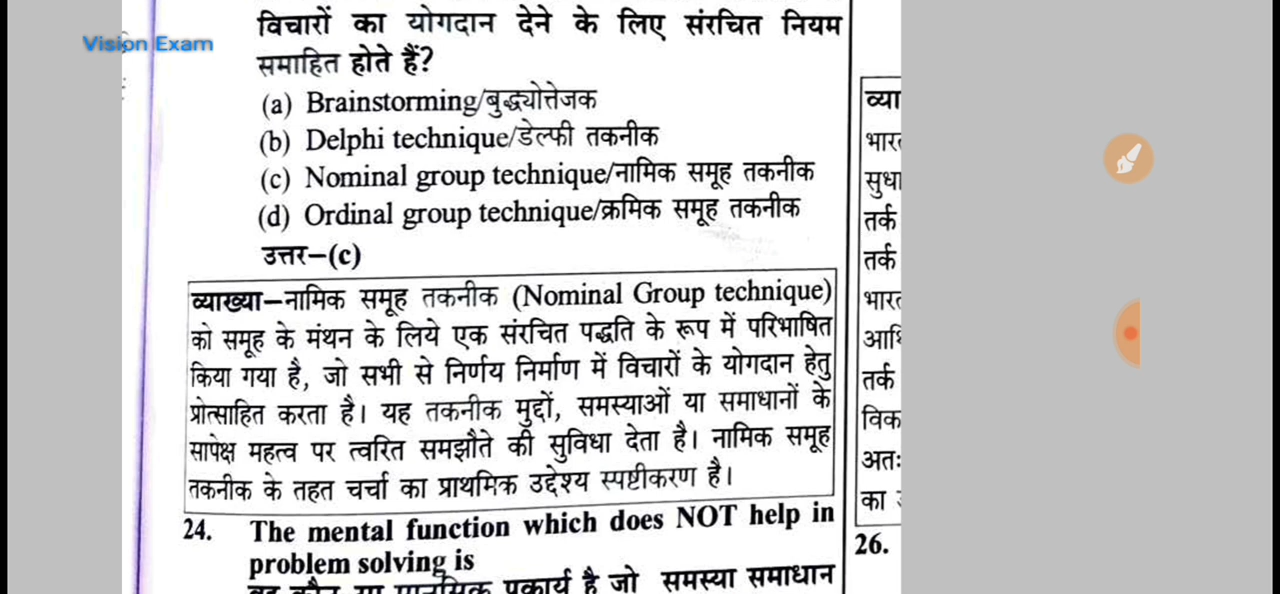 Vision Exam
विचारों का योगदान देने के लिए संरचित नियम
समाहित होते हैं?
(a) Brainstorming/बुद्ध्योत्तेजक
(b) Delphi technique/डेल्फी तकनीक
(c) Nominal group technique/नामिक समूह तकनीक
(d) Ordinal group technique/क्रमिक समूह तकनीक
उत्तर–(c)
व्याख्या–नामिक समूह तकनीक (Nominal Group technique)
को समूह के मंथन के लिये एक संरचित पद्धति के रूप में परिभाषित
किया गया है, जो सभी से निर्णय निर्माण में विचारों के योगदान हेतु
प्रोत्साहित करता है। यह तकनीक मुद्दों, समस्याओं या समाधानों के
सापेक्ष महत्व पर त्वरित समझौते की सुविधा देता है। नामिक समूह
तकनीक के तहत चर्चा का प्राथमिक उद्देश्य स्पष्टीकरण है।
24. The mental function which does NOT help in
problem solving is
वह कौन सा मानसिक प्रकार्य है जो समस्या समाधान
व्या
भार
सुधा
तर्क
तर्क
भार
आ
तर्क
विक
अतः
का
26.